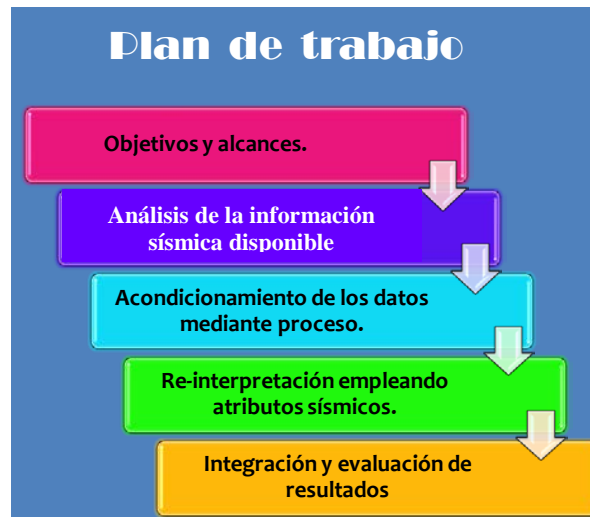 Plan de trabajo
Objetivos y alcances.
Análisis de la información
sísmica disponible
Acondicionamiento de los datos
mediante proceso.
Re-interpretación empleando
atributos sísmicos.
Integración y evaluación de
resultados